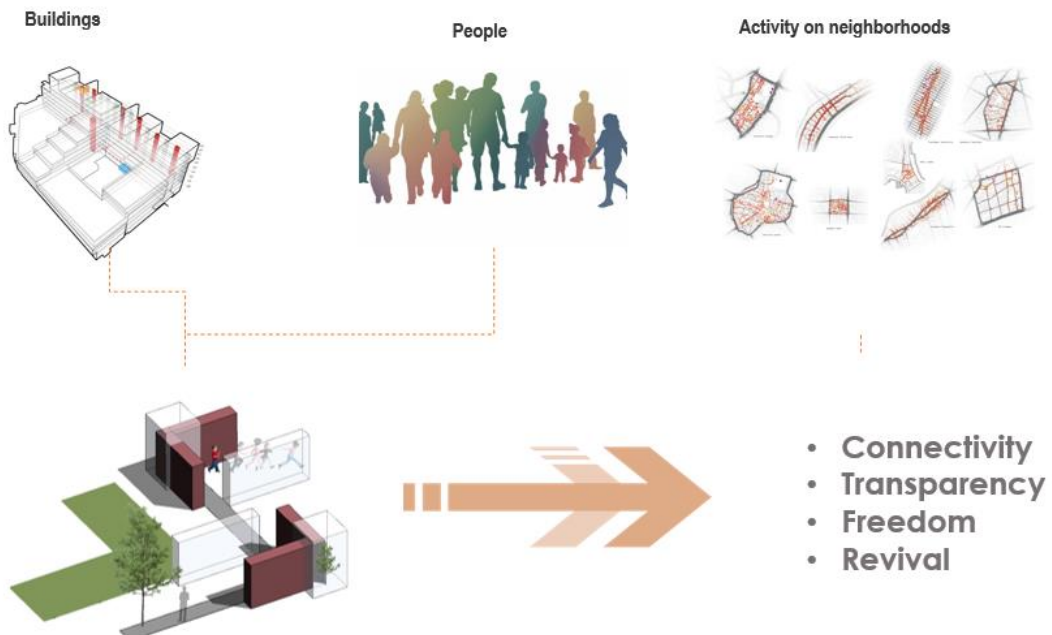 Buildings
People
Activity on neighborhoods
• Connectivity
• Transparency
• Freedom
• Revival